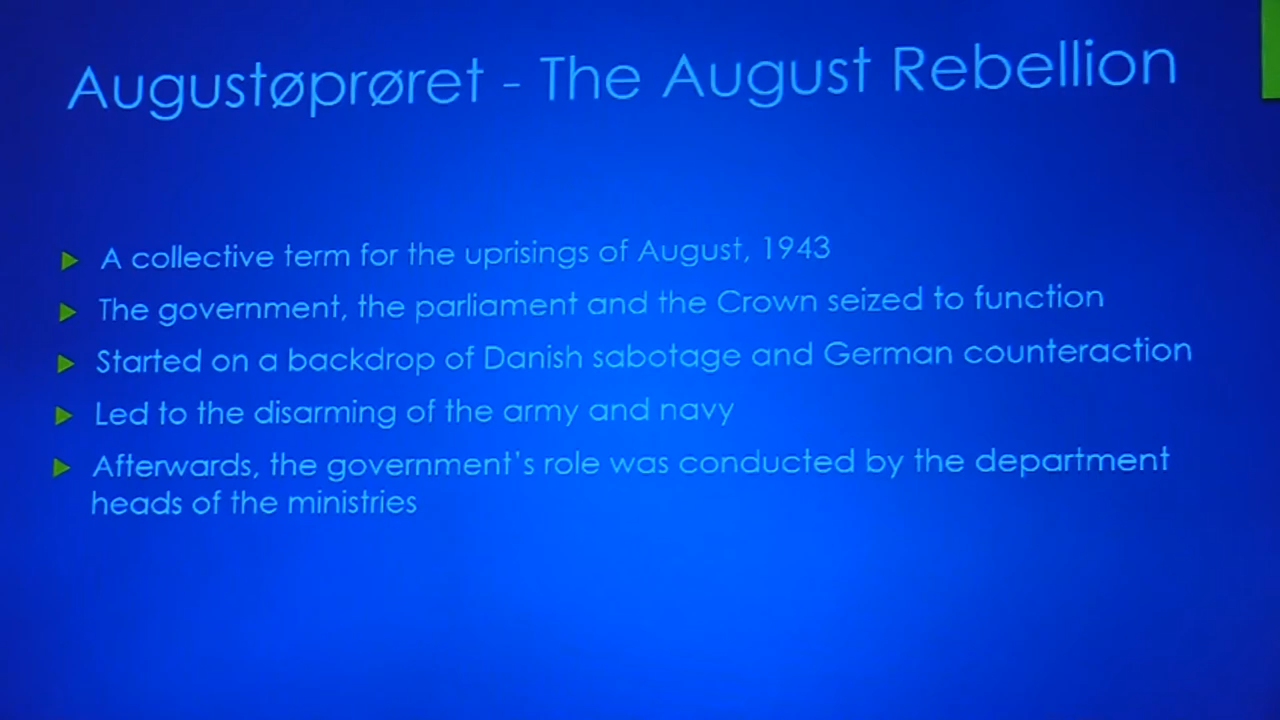 Augustøprøret - The August Rebellion
A collective term for the uprisings of August, 1943
The government, the parliament and the Crown seized to function
Started on a backdrop of Danish sabotage and German counteraction
Led to the disarming of the army and navy
Afterwards, the government's role was conducted by the department
heads of the ministries